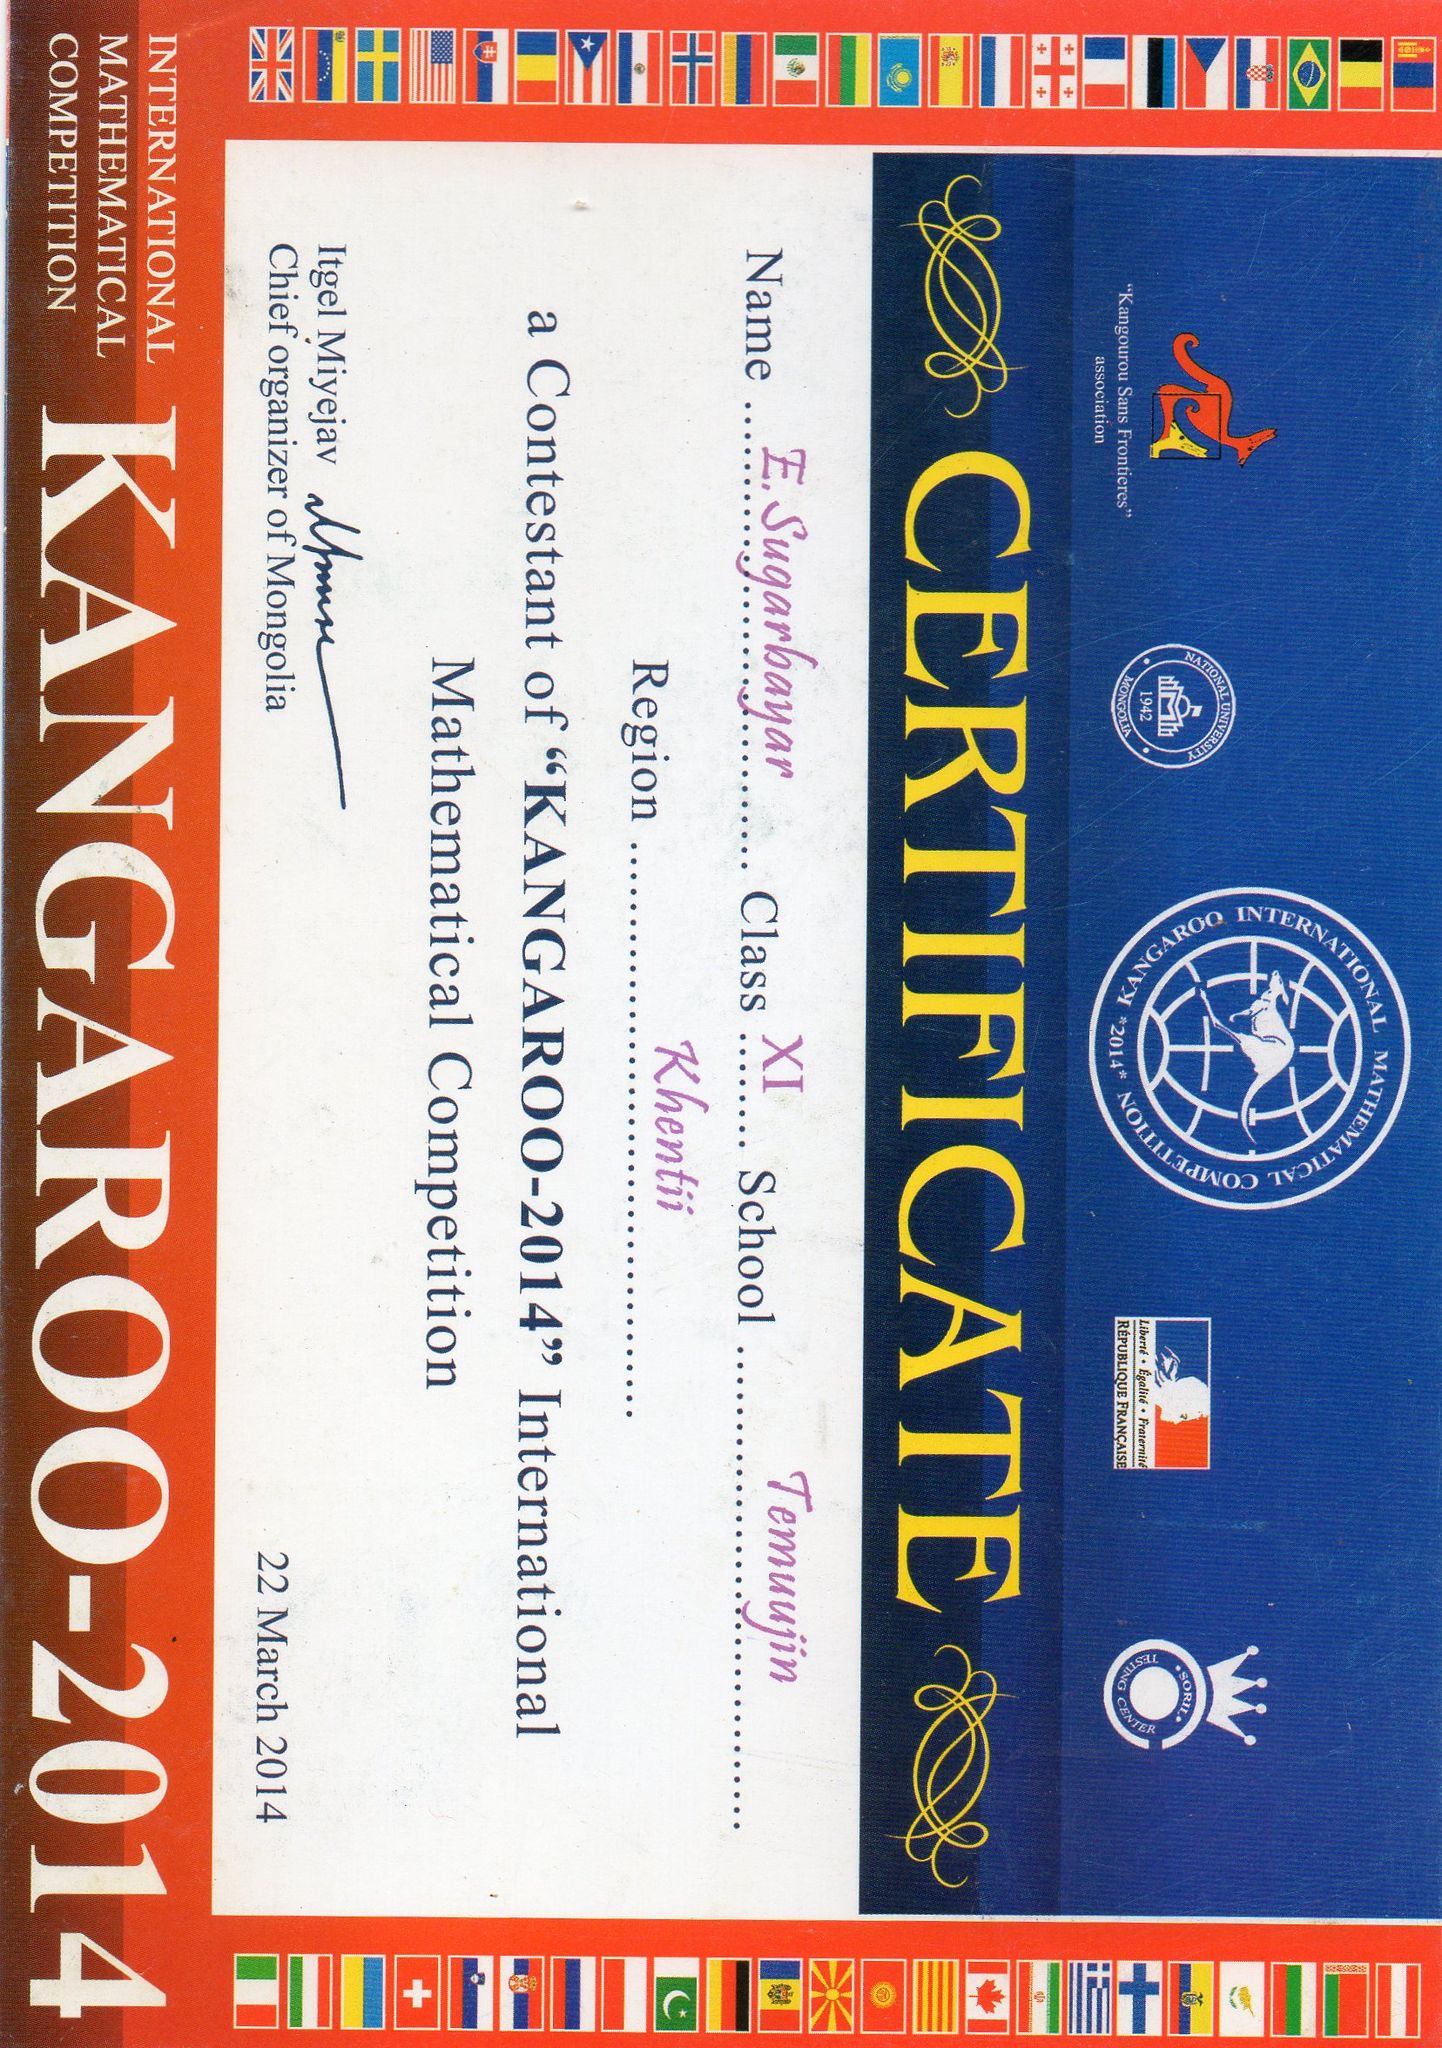 KANGAROO INTERNATIONAL MATHEMATICAL COMPETITION
*2014*
"Kangourou Sans Frontieres"
association
NATIONAL UNIVERSITY
1942
MONGOLIA
Liberté • Égalité • Fraternité
RÉPUBLIQUE FRANÇAISE
•SORIL•
TESTING CENTER
CERTIFICATE
Name E.Sugarbayar Class XI School Temuujin
Region Khentii
a Contestant of “KANGAROO-2014” International
Mathematical Competition
Itgel Miyejav
Chief organizer of Mongolia
22 March 2014
INTERNATIONAL
MATHEMATICAL
COMPETITION
KANGAROO-2014